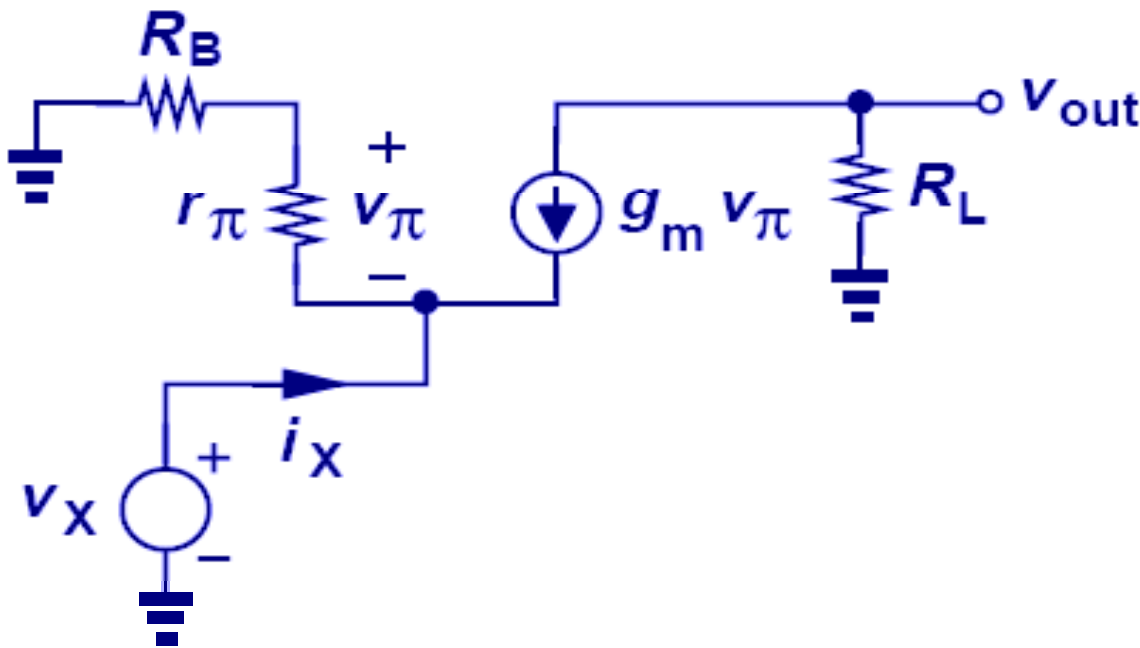 R_B
v_out
+
r_π v_π g_m v_π R_L
−
i_X
+
v_X
−